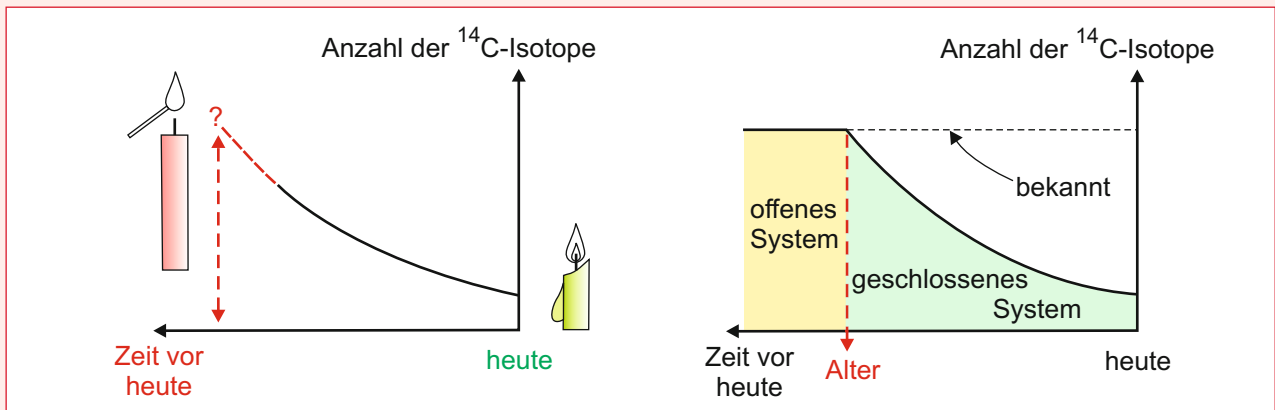 Anzahl der ¹⁴C-Isotope
?
Zeit vor
heute
heute
Anzahl der ¹⁴C-Isotope
bekannt
offenes
System
geschlossenes
System
Zeit vor
heute
Alter
heute